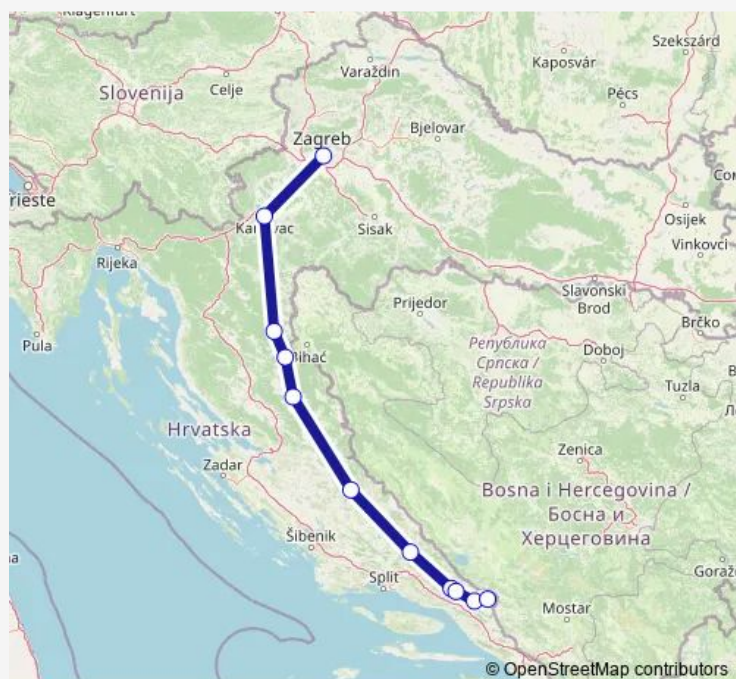 Klagenfurt
Szekszárd
Varaždin
Kaposvár
Slovenija
Celje
Pécs
Zagreb
Bjelovar
rieste
Osijek
Sisak
Vinkovci
Rijeka
Slavonski
Brod
Prijedor
Brčko
Pula
Република
Српска /
Republika
Srpska
Doboj
Tuzla
Hrvatska
Zenica
Zadar
Bosna i Hercegovina /
Босна и
Херцеговина
Šibenik
Split
Goražd
Mostar
© OpenStreetMap contributors